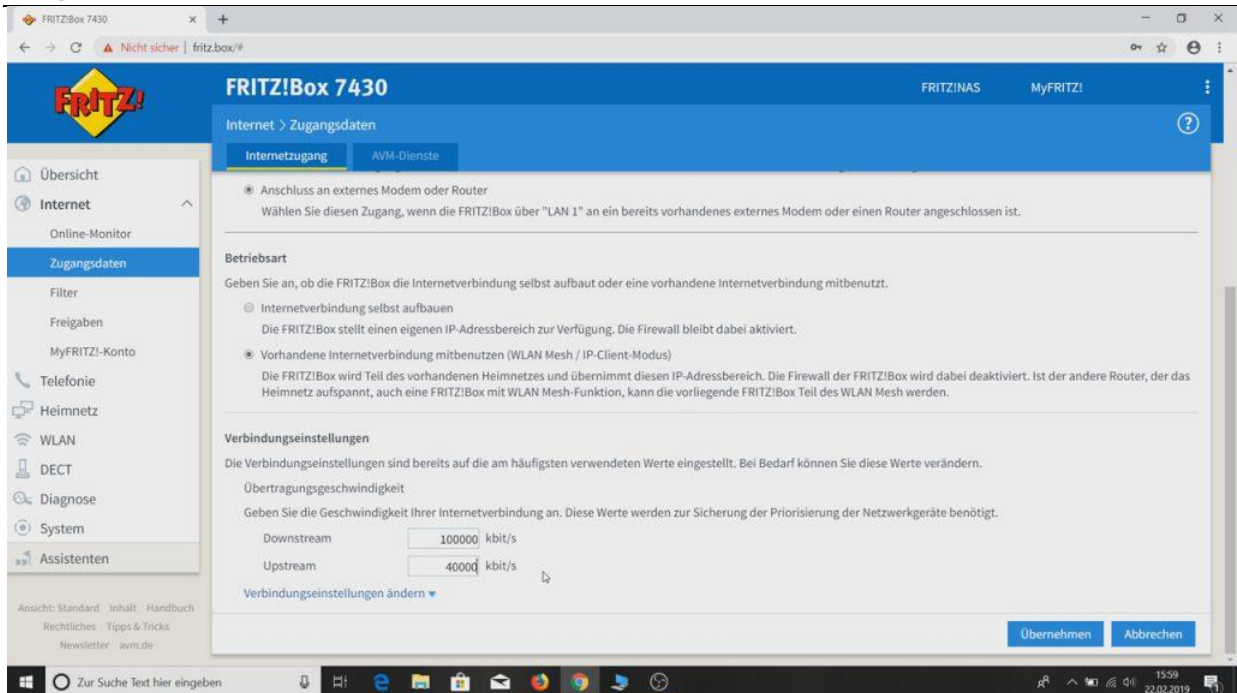 FRITZ!Box 7430
Nicht sicher | fritz.box/#
FRITZ!
FRITZ!Box 7430
FRITZ!NAS
MyFRITZ!
Internet > Zugangsdaten
Internetzugang
AVM-Dienste
Übersicht
Internet
Online-Monitor
Zugangsdaten
Filter
Freigaben
MyFRITZ!-Konto
Telefonie
Heimnetz
WLAN
DECT
Diagnose
System
Assistenten
Ansicht: Standard Inhalt Handbuch
Rechtliches Tipps & Tricks
Newsletter avm.de
Anschluss an externes Modem oder Router
Wählen Sie diesen Zugang, wenn die FRITZ!Box über "LAN 1" an ein bereits vorhandenes externes Modem oder einen Router angeschlossen ist.
Betriebsart
Geben Sie an, ob die FRITZ!Box die Internetverbindung selbst aufbaut oder eine vorhandene Internetverbindung mitbenutzt.
Internetverbindung selbst aufbauen
Die FRITZ!Box stellt einen eigenen IP-Adressbereich zur Verfügung. Die Firewall bleibt dabei aktiviert.
Vorhandene Internetverbindung mitbenutzen (WLAN Mesh / IP-Client-Modus)
Die FRITZ!Box wird Teil des vorhandenen Heimnetzes und übernimmt diesen IP-Adressbereich. Die Firewall der FRITZ!Box wird dabei deaktiviert. Ist der andere Router, der das
Heimnetz aufspannt, auch eine FRITZ!Box mit WLAN Mesh-Funktion, kann die vorliegende FRITZ!Box Teil des WLAN Mesh werden.
Verbindungseinstellungen
Die Verbindungseinstellungen sind bereits auf die am häufigsten verwendeten Werte eingestellt. Bei Bedarf können Sie diese Werte verändern.
Übertragungsgeschwindigkeit
Geben Sie die Geschwindigkeit Ihrer Internetverbindung an. Diese Werte werden zur Sicherung der Priorisierung der Netzwerkgeräte benötigt.
Downstream 100000 kbit/s
Upstream 40000 kbit/s
Verbindungseinstellungen ändern
Übernehmen
Abbrechen
Zur Suche Text hier eingeben
15:59
22.02.2019